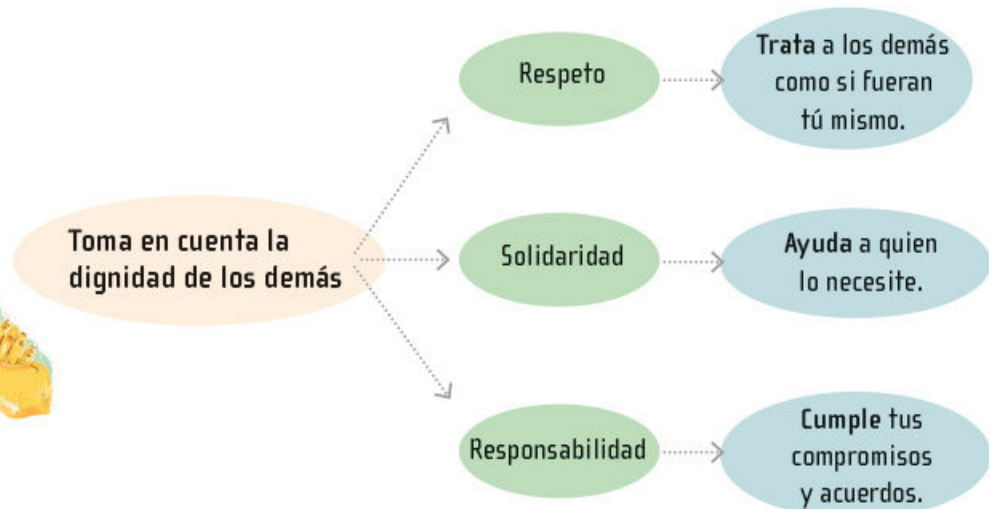 Toma en cuenta la
dignidad de los demás
Respeto
Trata a los demás
como si fueran
tú mismo.
Solidaridad
Ayuda a quien
lo necesite.
Responsabilidad
Cumple tus
compromisos
y acuerdos.